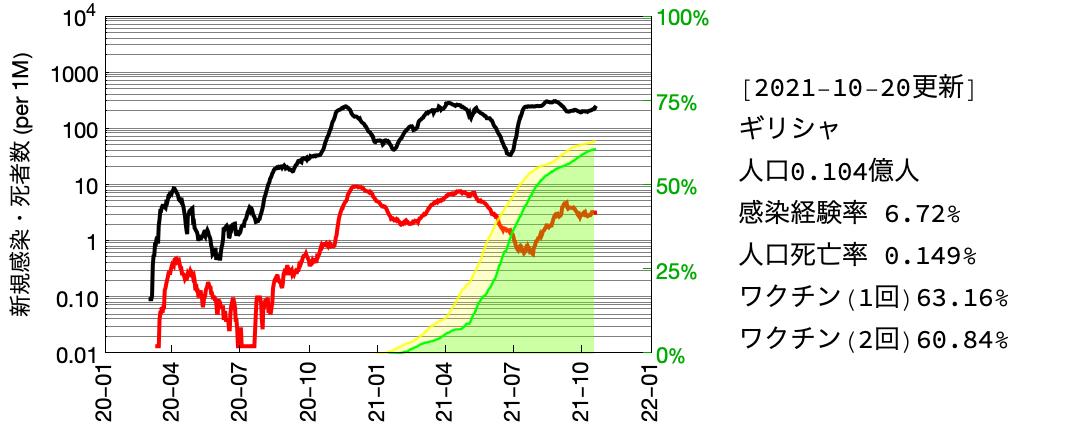 新規感染・死者数 (per 1M)
10^4
1000
100
10
1
0.10
0.01
100%
75%
50%
25%
0%
20-01
20-04
20-07
20-10
21-01
21-04
21-07
21-10
22-01
[2021-10-20更新]
ギリシャ
人口0.104億人
感染経験率 6.72%
人口死亡率 0.149%
ワクチン(1回)63.16%
ワクチン(2回)60.84%